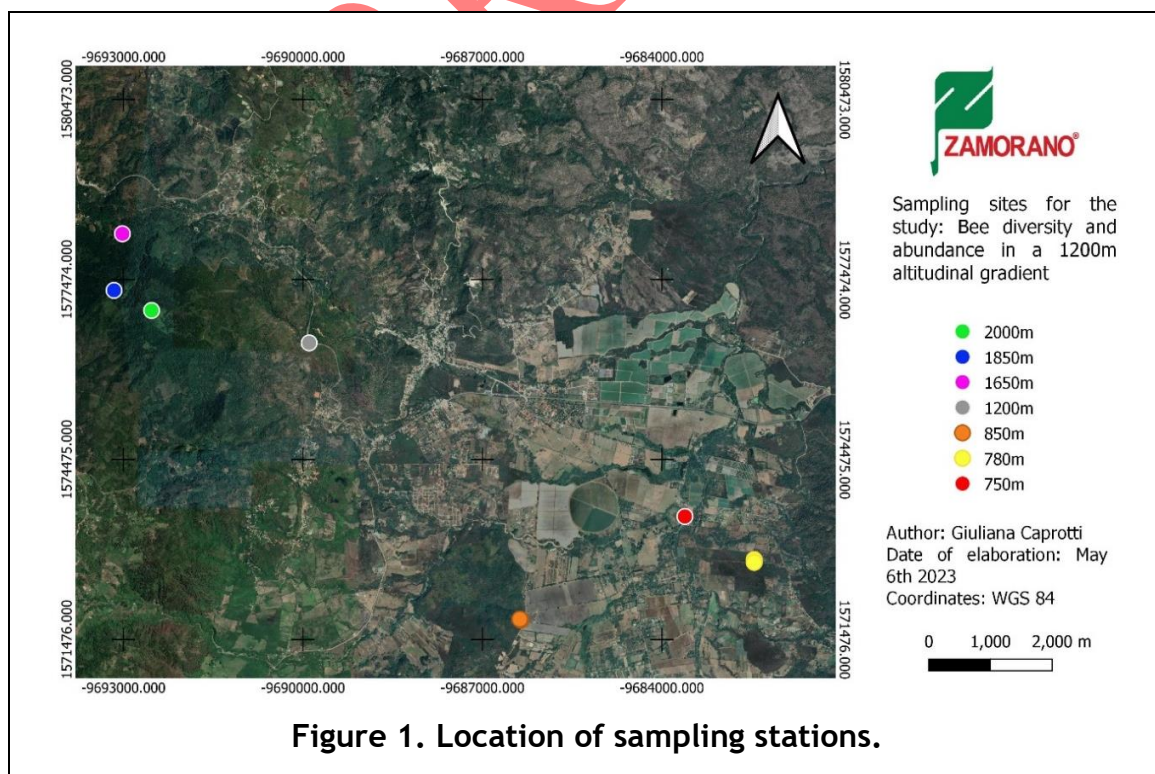 -9693000.000 -9690000.000 -9687000.000 -9684000.000
1580473.000
1577474.000
1574475.000
1571476.000
1580473.000
1577474.000
1574475.000
1571476.000
-9693000.000 -9690000.000 -9687000.000 -9684000.000
ZAMORANO®
Sampling sites for the
study: Bee diversity and
abundance in a 1200m
altitudinal gradient
2000m
1850m
1650m
1200m
850m
780m
750m
Author: Giuliana Caprotti
Date of elaboration: May
6th 2023
Coordinates: WGS 84
0 1,000 2,000 m
Figure 1. Location of sampling stations.